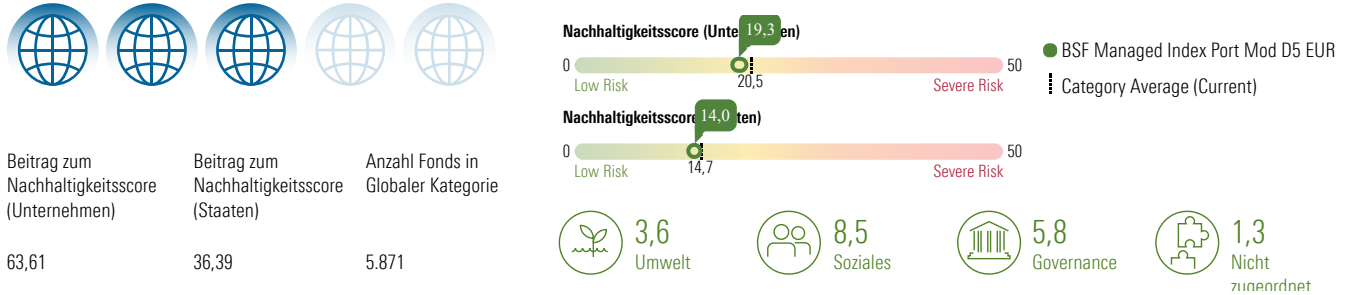 Beitrag zum
Nachhaltigkeitsscore
(Unternehmen)
63,61
Beitrag zum
Nachhaltigkeitsscore
(Staaten)
36,39
Anzahl Fonds in
Globaler Kategorie
5.871
Nachhaltigkeitsscore (Unte en)
19,3
0
50
Low Risk
20,5
Severe Risk
Nachhaltigkeitsscore ten)
14,0
0
50
Low Risk
14,7
Severe Risk
BSF Managed Index Port Mod D5 EUR
Category Average (Current)
3,6
Umwelt
8,5
Soziales
5,8
Governance
1,3
Nicht
zugeordnet